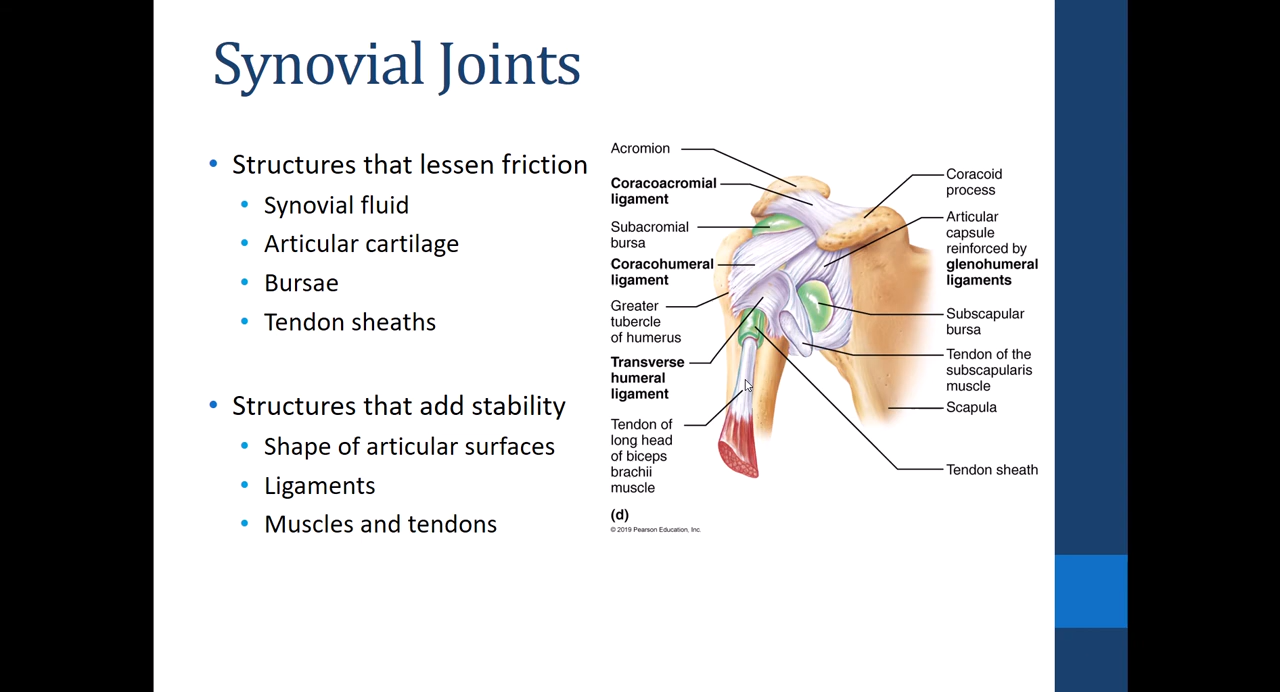 Synovial Joints
• Structures that lessen friction
• Synovial fluid
• Articular cartilage
• Bursae
• Tendon sheaths
• Structures that add stability
• Shape of articular surfaces
• Ligaments
• Muscles and tendons
Acromion
Coracoacromial
ligament
Subacromial
bursa
Coracohumeral
ligament
Greater
tubercle
of humerus
Transverse
humeral
ligament
Tendon of
long head
of biceps
brachii
muscle
Coracoid
process
Articular
capsule
reinforced by
glenohumeral
ligaments
Subscapular
bursa
Tendon of the
subscapularis
muscle
Scapula
Tendon sheath
(d)
© 2019 Pearson Education, Inc.